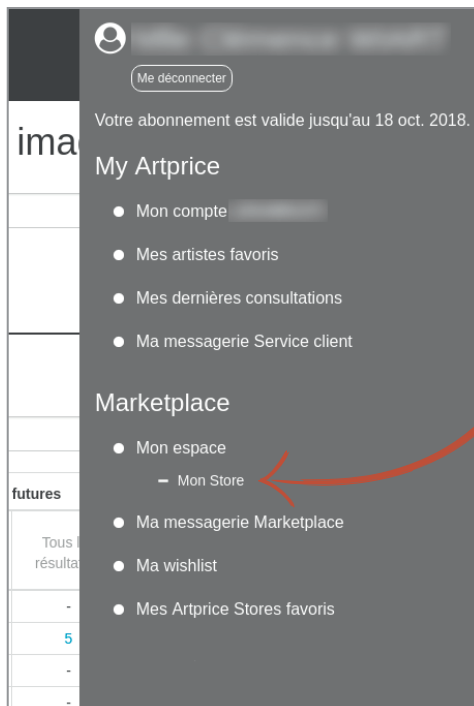 Me déconnecter
Votre abonnement est valide jusqu'au 18 oct. 2018.
My Artprice
Mon compte
Mes artistes favoris
Mes dernières consultations
Ma messagerie Service client
Marketplace
Mon espace
Mon Store
Ma messagerie Marketplace
Ma wishlist
Mes Artprice Stores favoris
ima
futures
Tous l
résulta
-
5
-
-